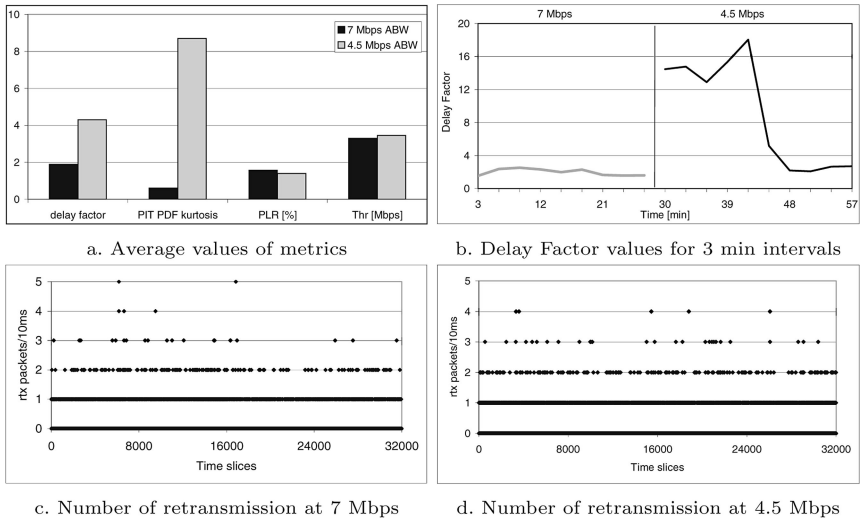 10
8
6
4
2
0
7 Mbps ABW
4.5 Mbps ABW
delay factor
PIT PDF kurtosis
PLR [%]
Thr [Mbps]
a. Average values of metrics
7 Mbps
4.5 Mbps
Delay Factor
20
16
12
8
4
0
3
12
21
30
39
48
57
Time [min]
b. Delay Factor values for 3 min intervals
rtx packets/10ms
5
4
3
2
1
0
0
8000
16000
24000
32000
Time slices
c. Number of retransmission at 7 Mbps
rtx packets/10ms
5
4
3
2
1
0
0
8000
16000
24000
32000
Time slices
d. Number of retransmission at 4.5 Mbps